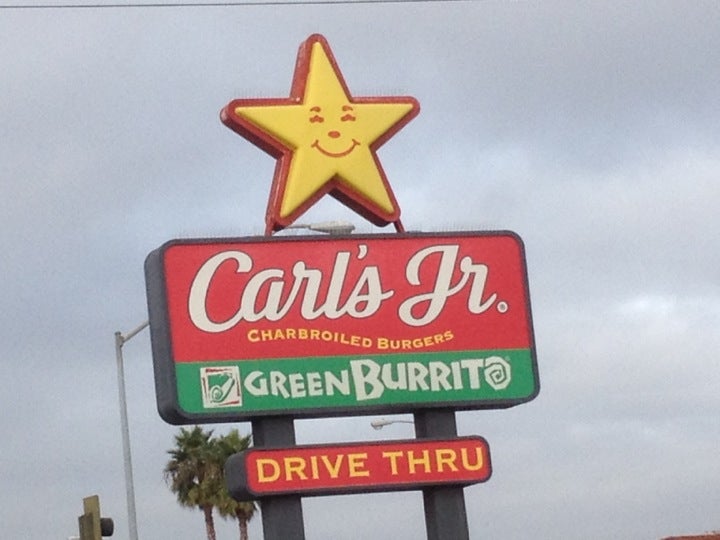 Carl's Jr.
CHARBROILED BURGERS
GREEN BURRITO
DRIVE THRU